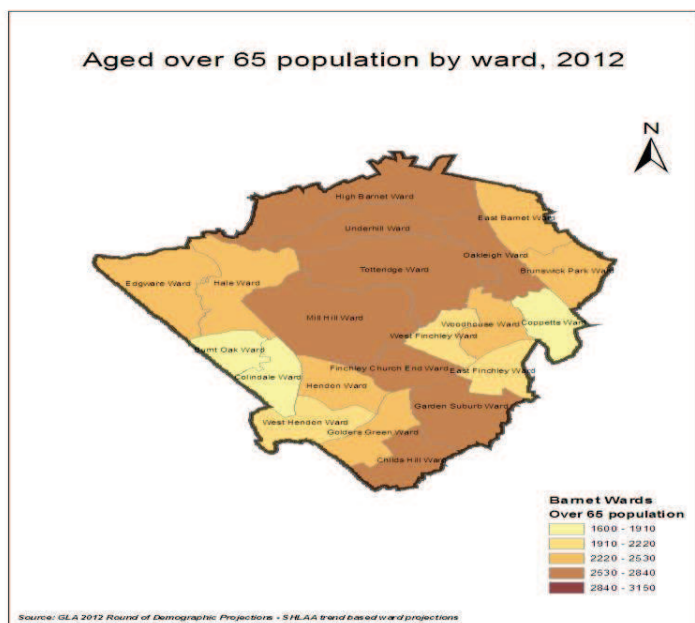 Aged over 65 population by ward, 2012
N
High Barnet Ward
East Barnet Ward
Underhill Ward
Oakleigh Ward
Totteridge Ward
Brunswick Park Ward
Edgware Ward
Hale Ward
Mill Hill Ward
Woodhouse Ward
Coppetts Ward
West Finchley Ward
Burnt Oak Ward
Finchley Church End Ward
East Finchley Ward
Colindale Ward
Hendon Ward
Garden Suburb Ward
West Hendon Ward
Golders Green Ward
Childs Hill Ward
Barnet Wards
Over 65 population
1600 - 1910
1910 - 2220
2220 - 2530
2530 - 2840
2840 - 3150
Source: GLA 2012 Round of Demographic Projections - SHLAA trend based ward projections